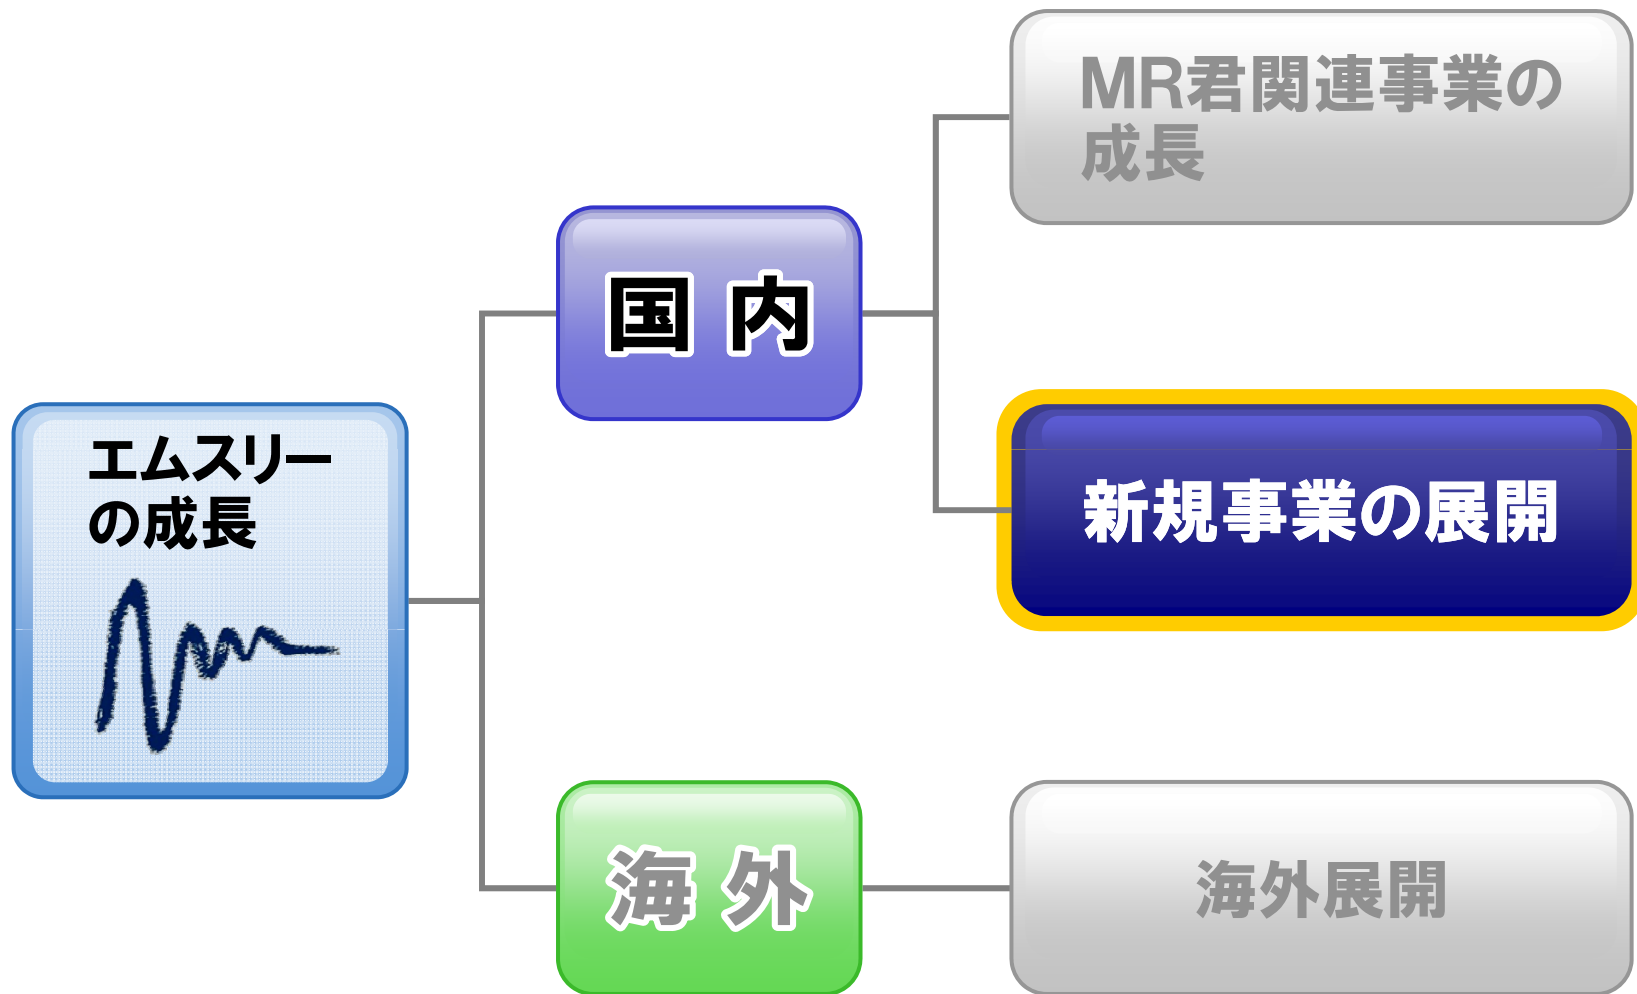 エムスリー
の成長
国内
海外
MR君関連事業の
成長
新規事業の展開
海外展開